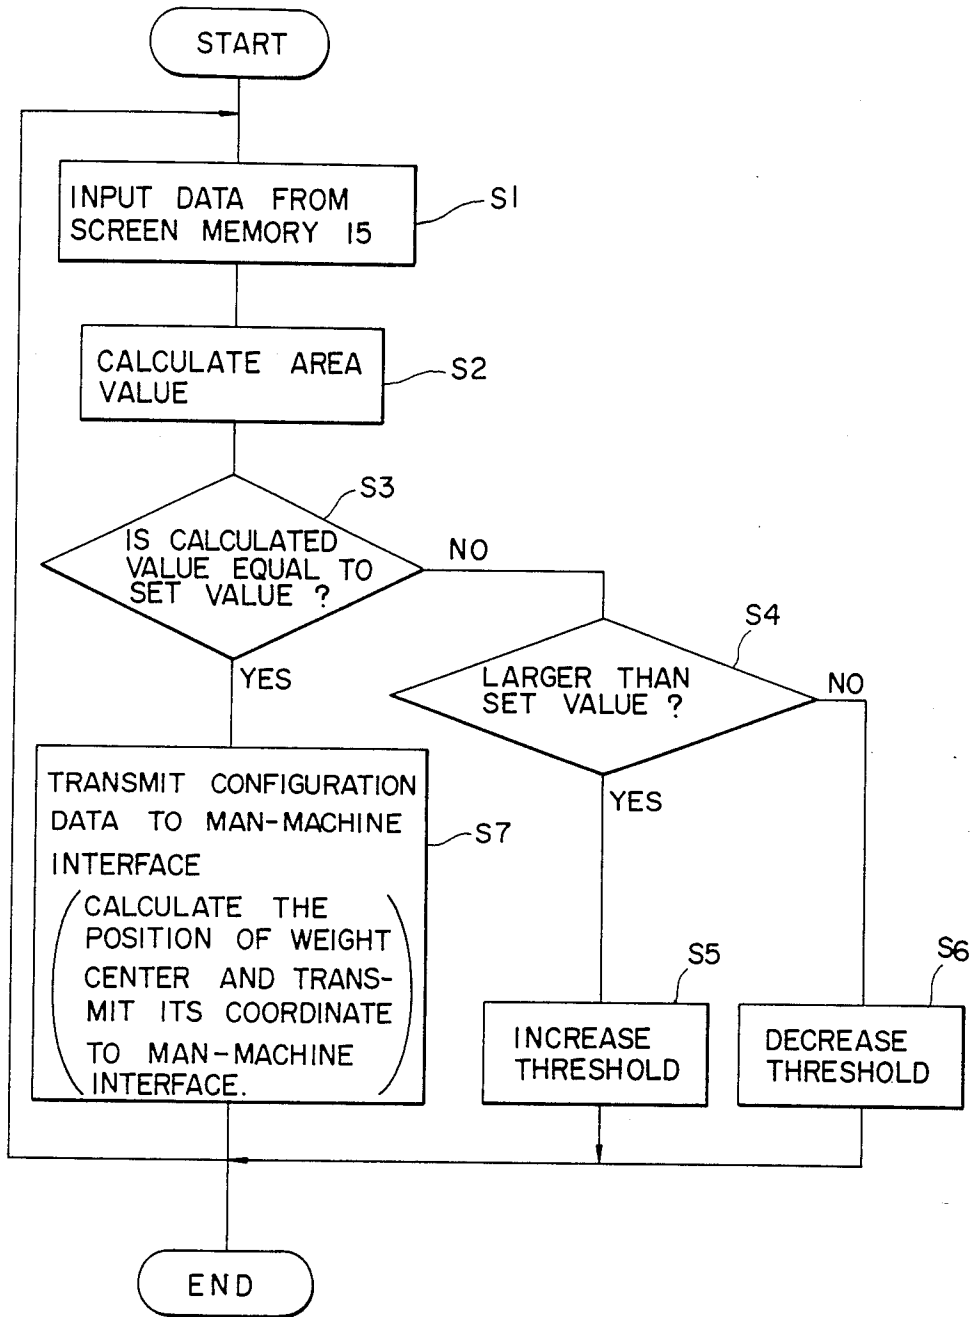 START
INPUT DATA FROM
SCREEN MEMORY 15
S1
CALCULATE AREA
VALUE
S2
S3
IS CALCULATED
VALUE EQUAL TO
SET VALUE ?
NO
YES
S4
LARGER THAN
SET VALUE ?
NO
YES
TRANSMIT CONFIGURATION
DATA TO MAN-MACHINE
INTERFACE
(CALCULATE THE
POSITION OF WEIGHT
CENTER AND TRANS-
MIT ITS COORDINATE
TO MAN-MACHINE
INTERFACE.)
S7
S5
INCREASE
THRESHOLD
S6
DECREASE
THRESHOLD
END